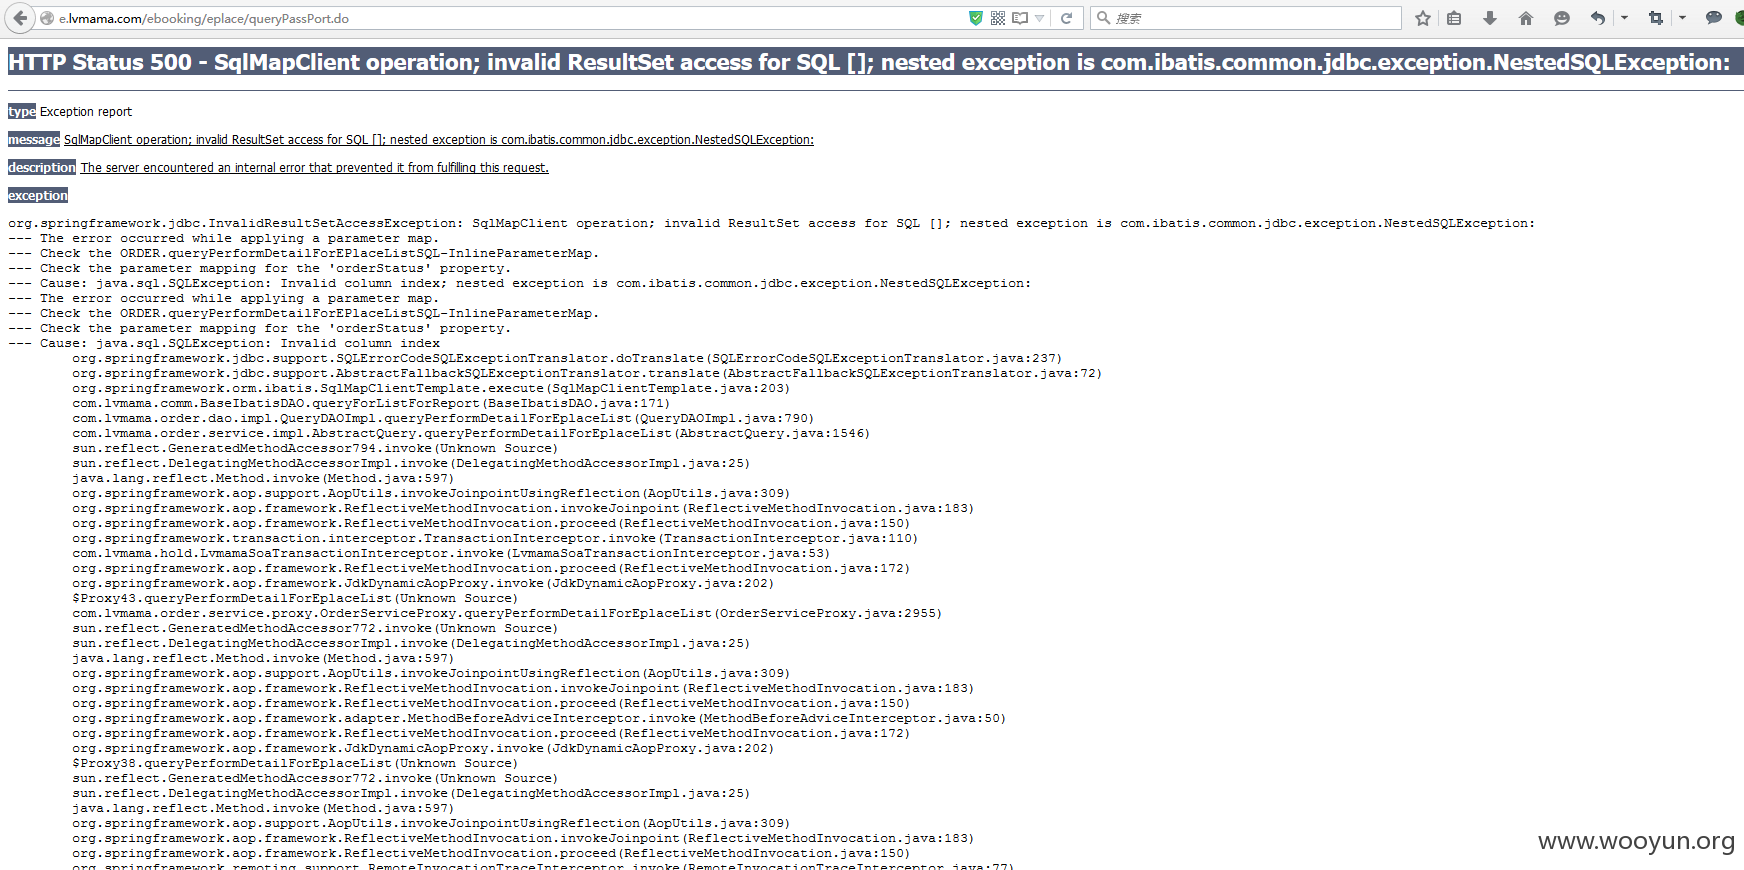 e.lvmama.com/ebooking/eplace/queryPassPort.do
搜索
HTTP Status 500 - SqlMapClient operation; invalid ResultSet access for SQL []; nested exception is com.ibatis.common.jdbc.exception.NestedSQLException:
type Exception report
message SqlMapClient operation; invalid ResultSet access for SQL []; nested exception is com.ibatis.common.jdbc.exception.NestedSQLException:
description The server encountered an internal error that prevented it from fulfilling this request.
exception
org.springframework.jdbc.InvalidResultSetAccessException: SqlMapClient operation; invalid ResultSet access for SQL []; nested exception is com.ibatis.common.jdbc.exception.NestedSQLException:
--- The error occurred while applying a parameter map.
--- Check the ORDER.queryPerformDetailForEPlaceListSQL-InlineParameterMap.
--- Check the parameter mapping for the 'orderStatus' property.
--- Cause: java.sql.SQLException: Invalid column index; nested exception is com.ibatis.common.jdbc.exception.NestedSQLException:
--- The error occurred while applying a parameter map.
--- Check the ORDER.queryPerformDetailForEPlaceListSQL-InlineParameterMap.
--- Check the parameter mapping for the 'orderStatus' property.
--- Cause: java.sql.SQLException: Invalid column index
org.springframework.jdbc.support.SQLErrorCodeSQLExceptionTranslator.doTranslate(SQLErrorCodeSQLExceptionTranslator.java:237)
org.springframework.jdbc.support.AbstractFallbackSQLExceptionTranslator.translate(AbstractFallbackSQLExceptionTranslator.java:72)
org.springframework.orm.ibatis.SqlMapClientTemplate.execute(SqlMapClientTemplate.java:203)
com.lvmama.comm.BaseIbatisDAO.queryForListForReport(BaseIbatisDAO.java:171)
com.lvmama.order.dao.impl.QueryDAOImpl.queryPerformDetailForEplaceList(QueryDAOImpl.java:790)
com.lvmama.order.service.impl.AbstractQuery.queryPerformDetailForEplaceList(AbstractQuery.java:1546)
sun.reflect.GeneratedMethodAccessor794.invoke(Unknown Source)
sun.reflect.DelegatingMethodAccessorImpl.invoke(DelegatingMethodAccessorImpl.java:25)
java.lang.reflect.Method.invoke(Method.java:597)
org.springframework.aop.support.AopUtils.invokeJoinpointUsingReflection(AopUtils.java:309)
org.springframework.aop.framework.ReflectiveMethodInvocation.invokeJoinpoint(ReflectiveMethodInvocation.java:183)
org.springframework.aop.framework.ReflectiveMethodInvocation.proceed(ReflectiveMethodInvocation.java:150)
org.springframework.transaction.interceptor.TransactionInterceptor.invoke(TransactionInterceptor.java:110)
com.lvmama.hold.LvmamaSoaTransactionInterceptor.invoke(LvmamaSoaTransactionInterceptor.java:53)
org.springframework.aop.framework.ReflectiveMethodInvocation.proceed(ReflectiveMethodInvocation.java:172)
org.springframework.aop.framework.JdkDynamicAopProxy.invoke(JdkDynamicAopProxy.java:202)
$Proxy43.queryPerformDetailForEplaceList(Unknown Source)
com.lvmama.order.service.proxy.OrderServiceProxy.queryPerformDetailForEplaceList(OrderServiceProxy.java:2955)
sun.reflect.GeneratedMethodAccessor772.invoke(Unknown Source)
sun.reflect.DelegatingMethodAccessorImpl.invoke(DelegatingMethodAccessorImpl.java:25)
java.lang.reflect.Method.invoke(Method.java:597)
org.springframework.aop.support.AopUtils.invokeJoinpointUsingReflection(AopUtils.java:309)
org.springframework.aop.framework.ReflectiveMethodInvocation.invokeJoinpoint(ReflectiveMethodInvocation.java:183)
org.springframework.aop.framework.ReflectiveMethodInvocation.proceed(ReflectiveMethodInvocation.java:150)
org.springframework.aop.framework.adapter.MethodBeforeAdviceInterceptor.invoke(MethodBeforeAdviceInterceptor.java:50)
org.springframework.aop.framework.ReflectiveMethodInvocation.proceed(ReflectiveMethodInvocation.java:172)
org.springframework.aop.framework.JdkDynamicAopProxy.invoke(JdkDynamicAopProxy.java:202)
$Proxy38.queryPerformDetailForEplaceList(Unknown Source)
sun.reflect.GeneratedMethodAccessor772.invoke(Unknown Source)
sun.reflect.DelegatingMethodAccessorImpl.invoke(DelegatingMethodAccessorImpl.java:25)
java.lang.reflect.Method.invoke(Method.java:597)
org.springframework.aop.support.AopUtils.invokeJoinpointUsingReflection(AopUtils.java:309)
org.springframework.aop.framework.ReflectiveMethodInvocation.invokeJoinpoint(ReflectiveMethodInvocation.java:183)
org.springframework.aop.framework.ReflectiveMethodInvocation.proceed(ReflectiveMethodInvocation.java:150)
org.springframework.remoting.support.RemoteInvocationTraceInterceptor.invoke(RemoteInvocationTraceInterceptor.java:77)
www.wooyun.org